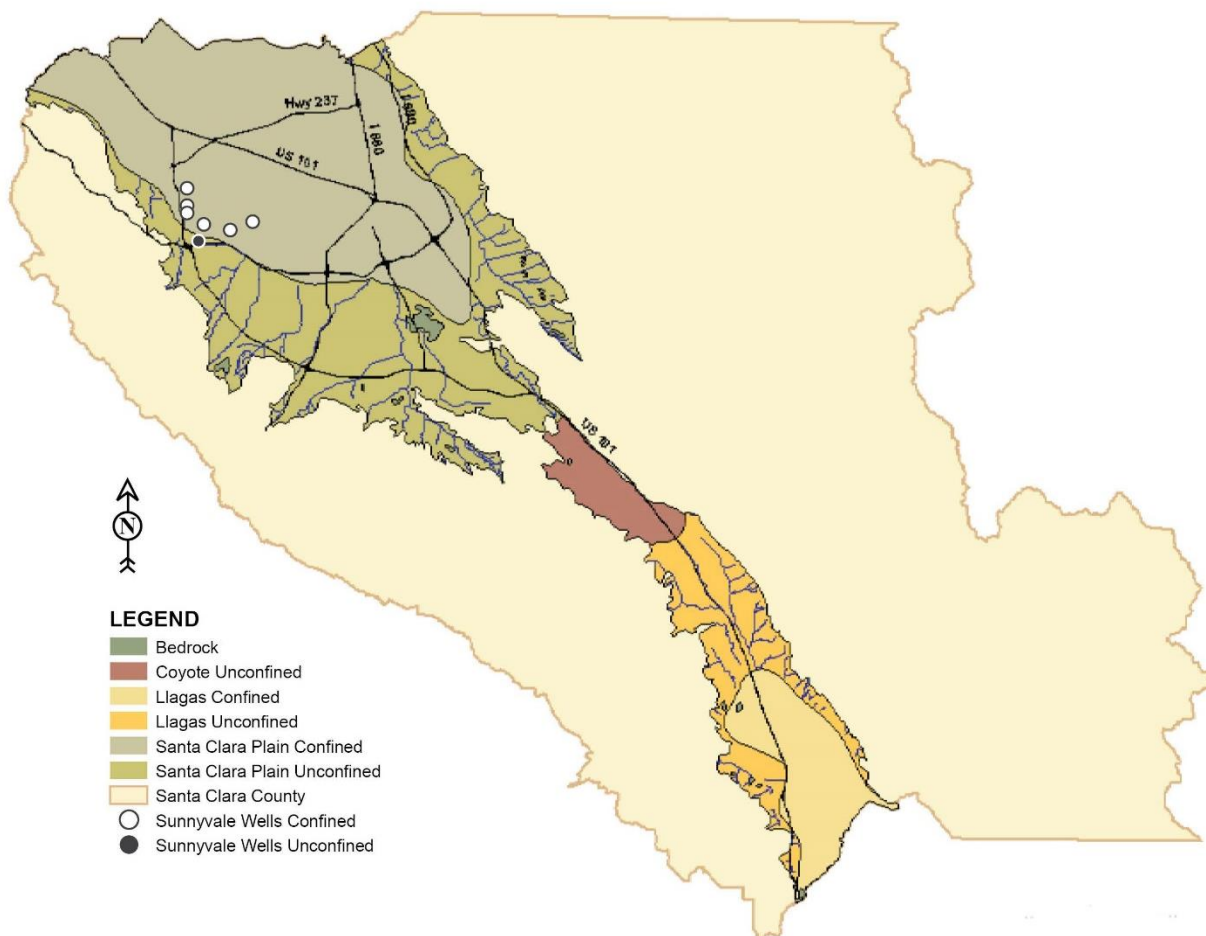 Hwy 237
I 680
I 880
US 101
US 101
N
LEGEND
Bedrock
Coyote Unconfined
Llagas Confined
Llagas Unconfined
Santa Clara Plain Confined
Santa Clara Plain Unconfined
Santa Clara County
Sunnyvale Wells Confined
Sunnyvale Wells Unconfined